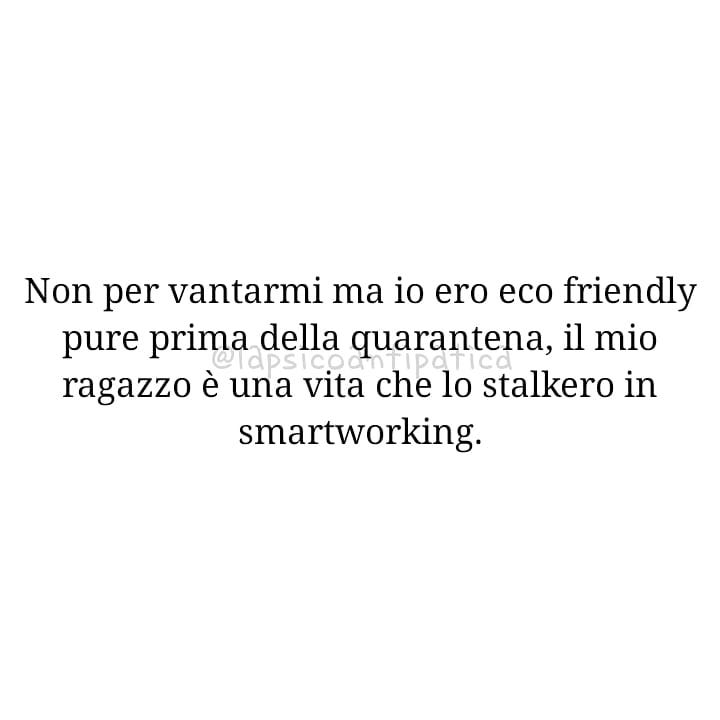 Non per vantarmi ma io ero eco friendly
pure prima della quarantena, il mio
@lapsicoantipatica
ragazzo è una vita che lo stalkero in
smartworking.